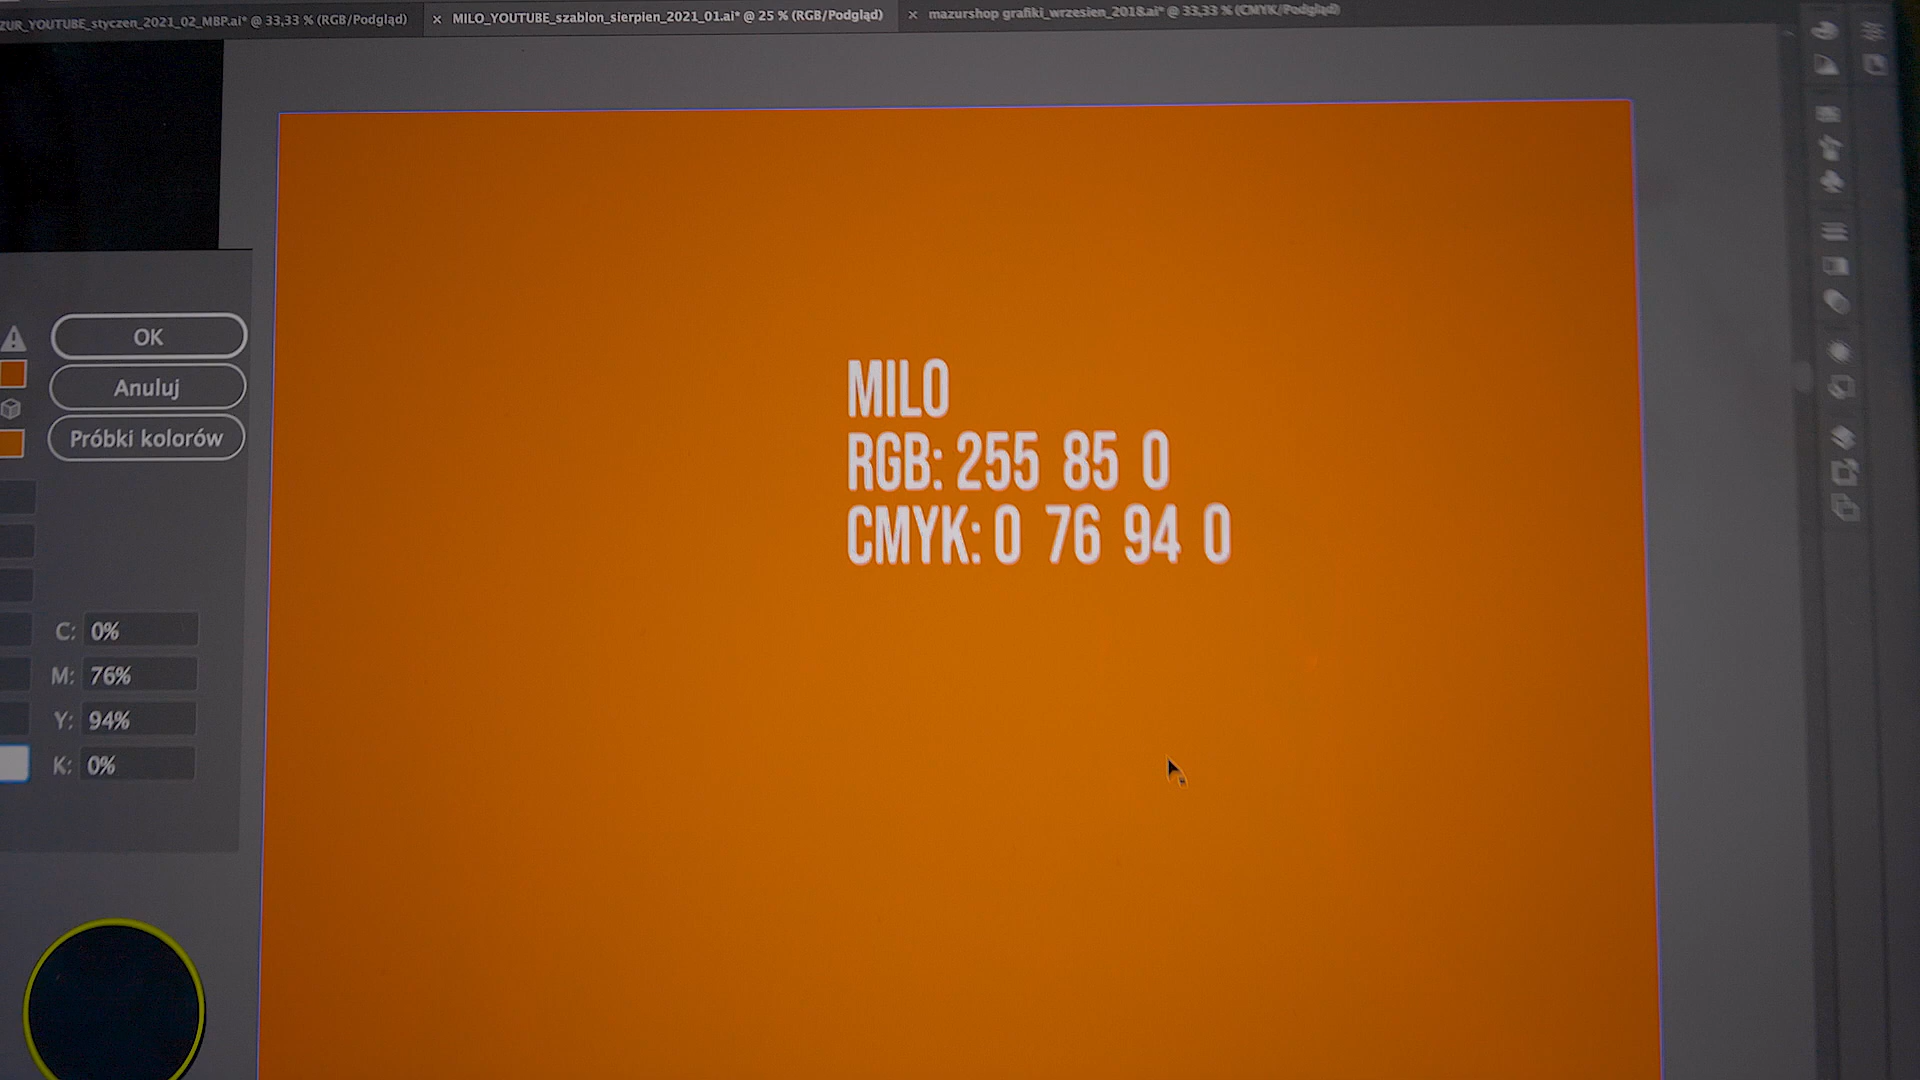 ZUR_YOUTUBE_styczen_2021_02_MBP.ai* @ 33,33 % (RGB/Podgląd)
× MILO_YOUTUBE_szablon_sierpien_2021_01.ai* @ 25 % (RGB/Podgląd)
× mazurshop grafiki_wrzesien_2018.ai* @ 33,33 % (CMYK/Podgląd)
OK
Anuluj
Próbki kolorów
MILO
RGB: 255 85 0
CMYK: 0 76 94 0
C: 0%
M: 76%
Y: 94%
K: 0%